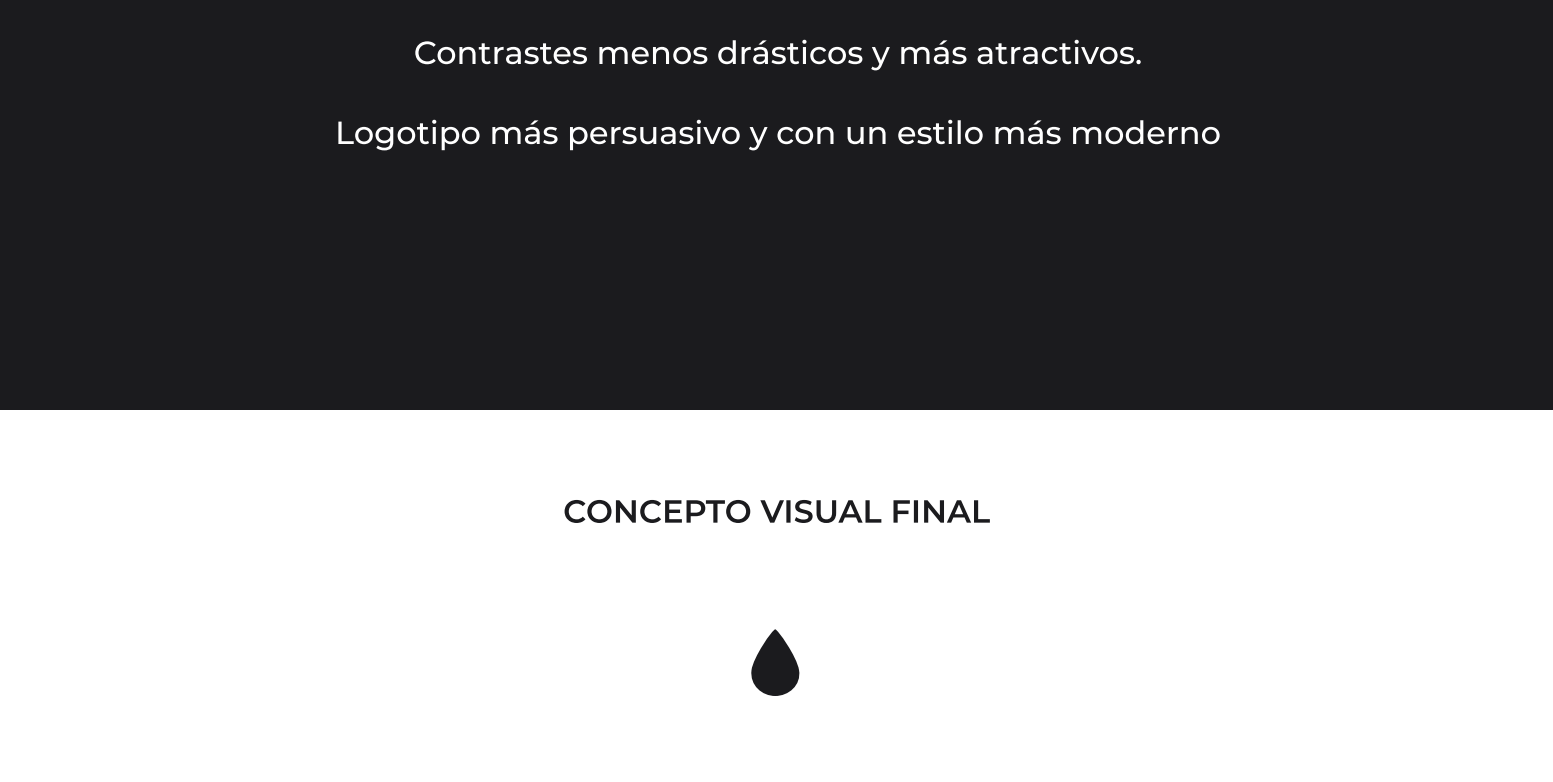 Contrastes menos drásticos y más atractivos.
Logotipo más persuasivo y con un estilo más moderno
CONCEPTO VISUAL FINAL